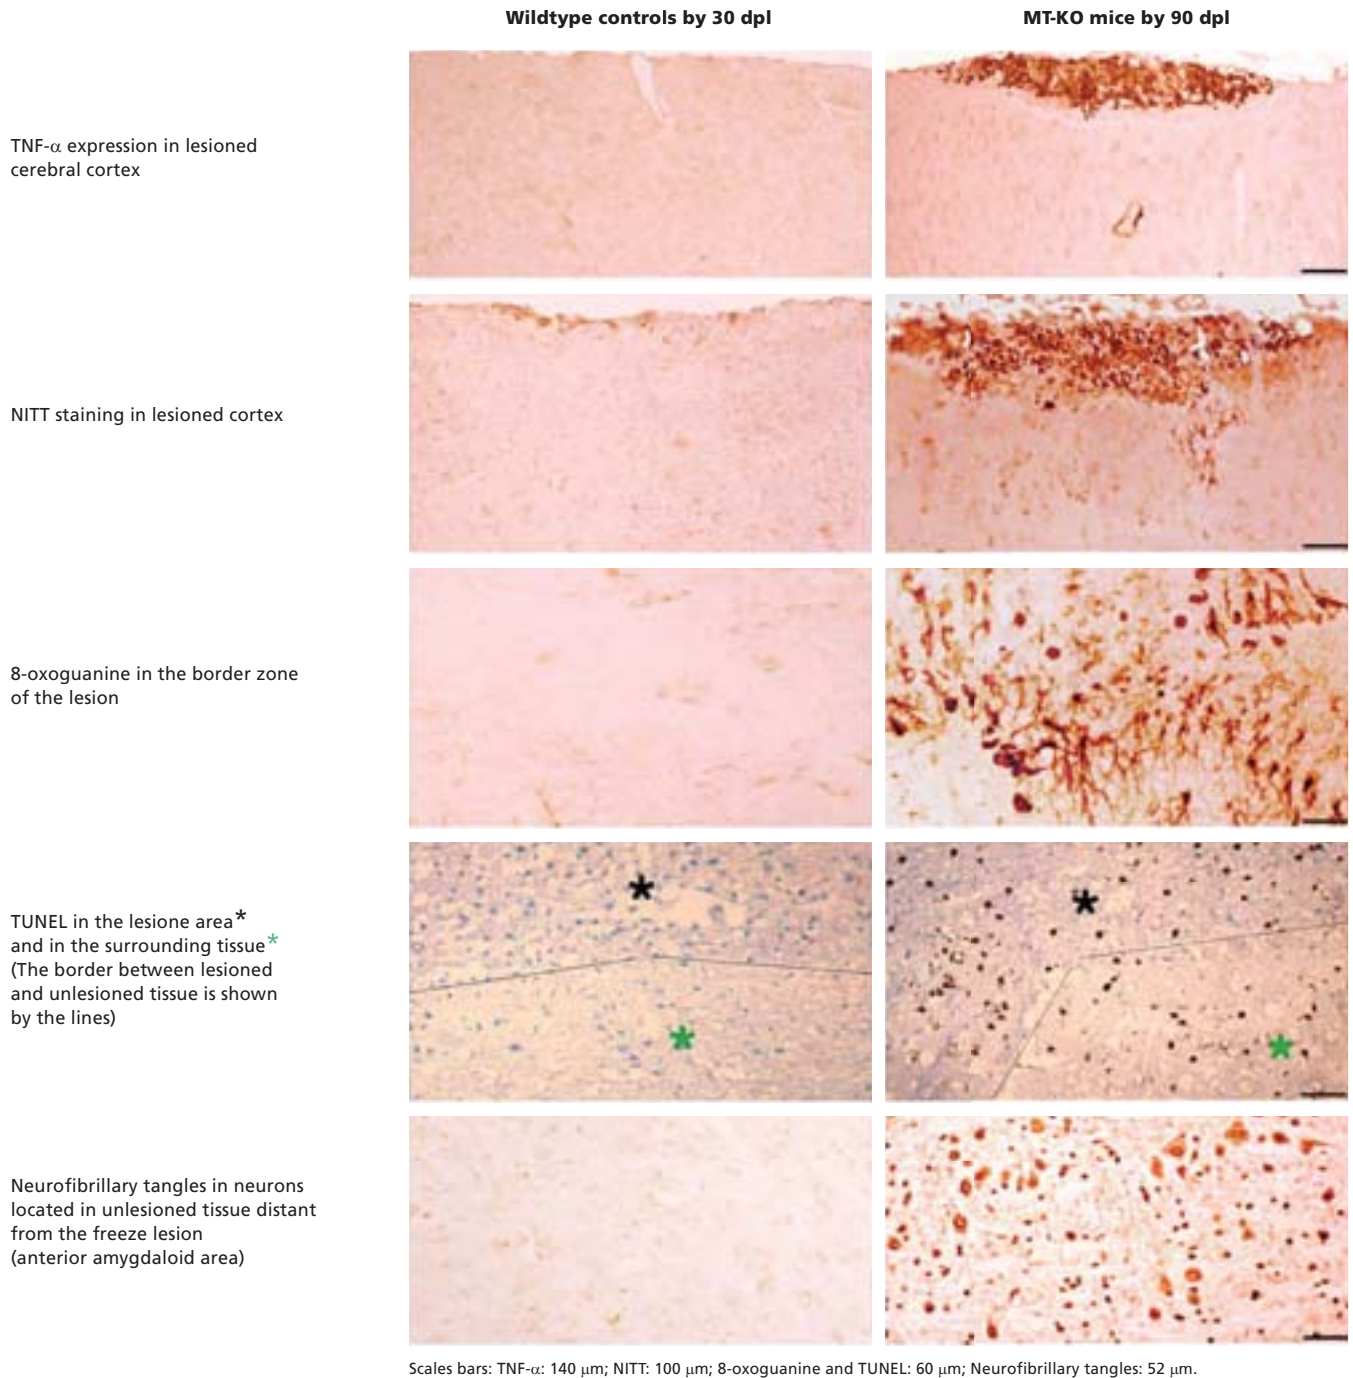 Wildtype controls by 30 dpl
MT-KO mice by 90 dpl
TNF-α expression in lesioned
cerebral cortex
NITT staining in lesioned cortex
8-oxoguanine in the border zone
of the lesion
TUNEL in the lesione area*
and in the surrounding tissue*
(The border between lesioned
and unlesioned tissue is shown
by the lines)
Neurofibrillary tangles in neurons
located in unlesioned tissue distant
from the freeze lesion
(anterior amygdaloid area)
Scales bars: TNF-α: 140 μm; NITT: 100 μm; 8-oxoguanine and TUNEL: 60 μm; Neurofibrillary tangles: 52 μm.